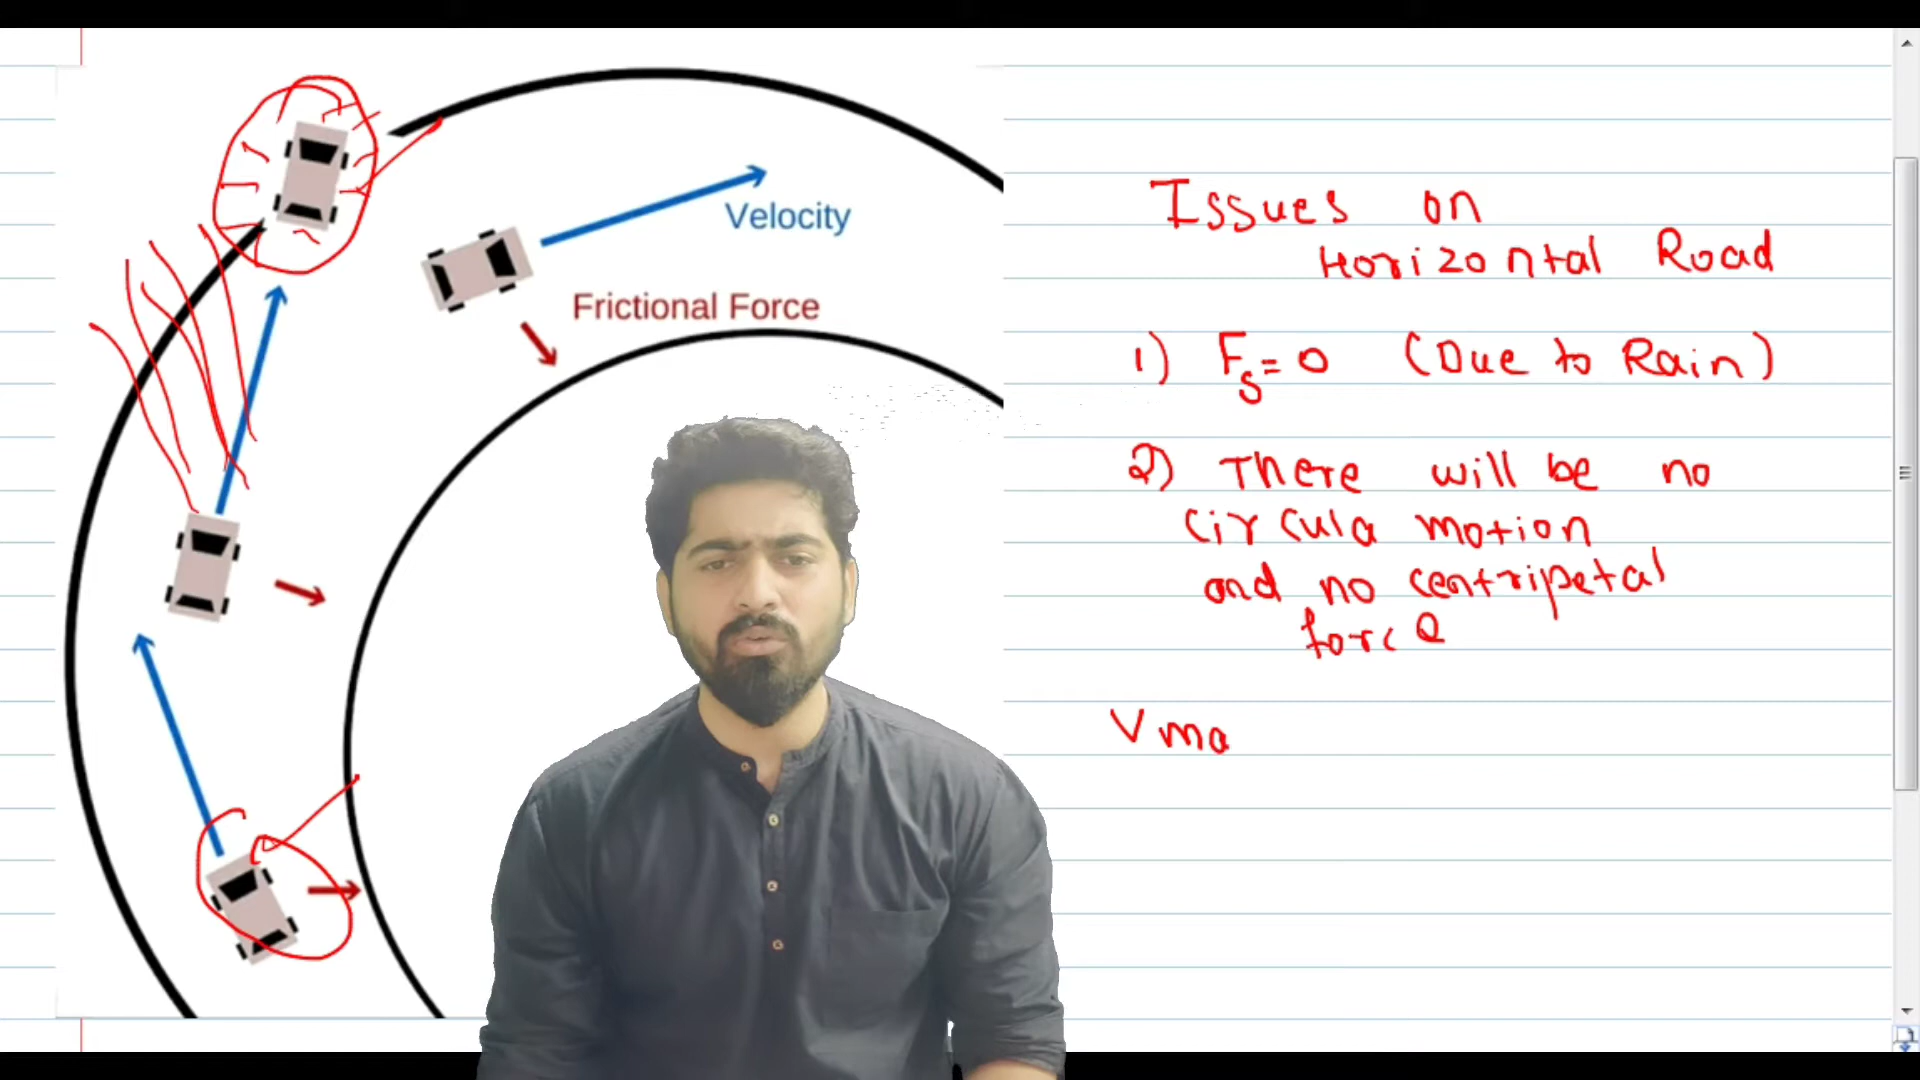 Velocity
Frictional Force
Issues on
Horizontal Road
1) Fs = 0 (Due to Rain)
2) There will be no
circula motion
and no centripetal
force
Vma